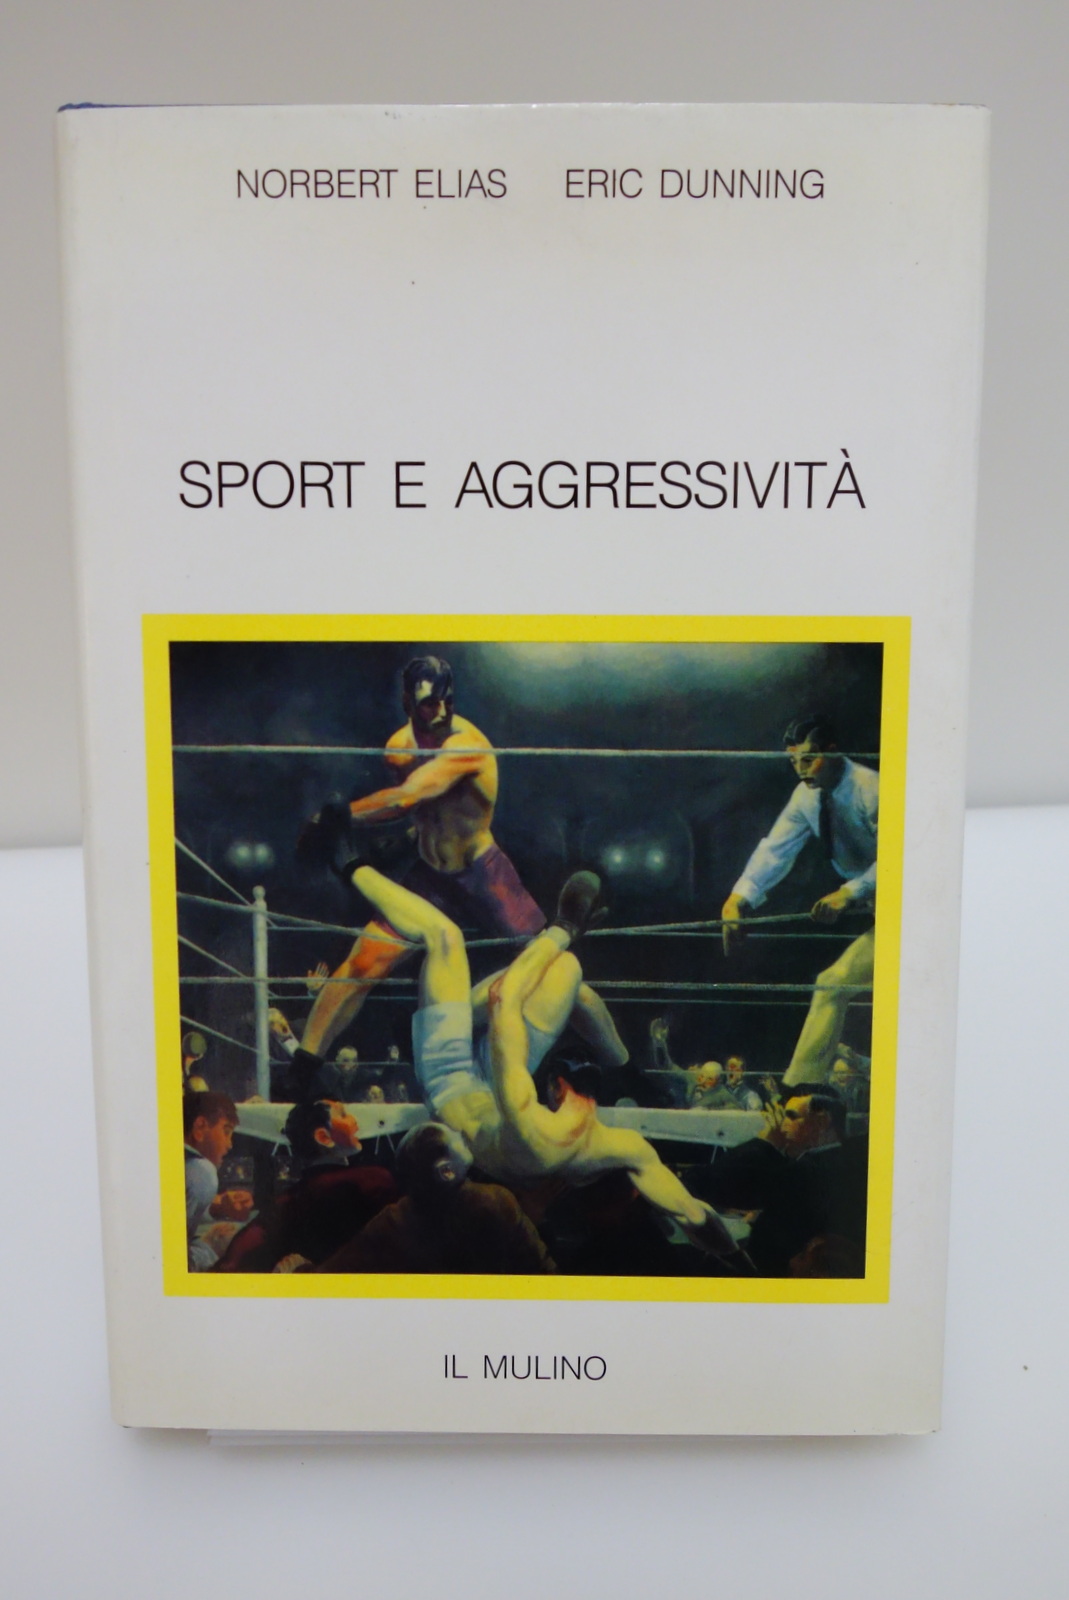 NORBERT ELIAS ERIC DUNNING
SPORT E AGGRESSIVITÀ
IL MULINO